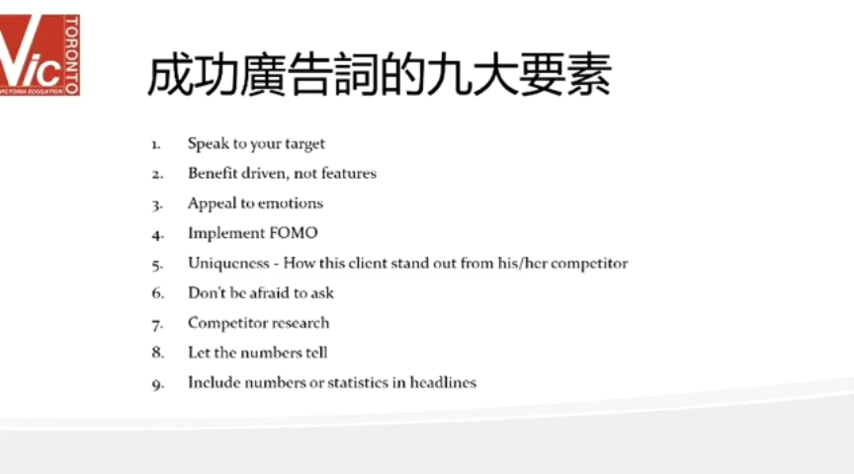 Vic
TORONTO
VICTORIA EDUCATION
成功廣告詞的九大要素
1. Speak to your target
2. Benefit driven, not features
3. Appeal to emotions
4. Implement FOMO
5. Uniqueness - How this client stand out from his/her competitor
6. Don't be afraid to ask
7. Competitor research
8. Let the numbers tell
9. Include numbers or statistics in headlines